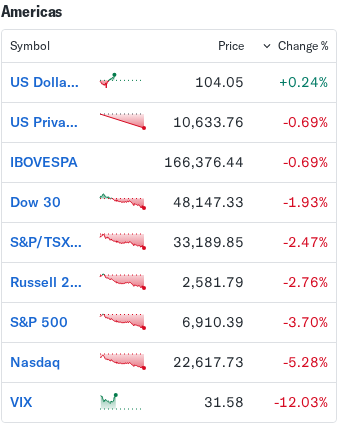 Americas
Symbol Price Change %
US Dolla... 104.05 +0.24%
US Priva... 10,633.76 -0.69%
IBOVESPA 166,376.44 -0.69%
Dow 30 48,147.33 -1.93%
S&P/TSX... 33,189.85 -2.47%
Russell 2... 2,581.79 -2.76%
S&P 500 6,910.39 -3.70%
Nasdaq 22,617.73 -5.28%
VIX 31.58 -12.03%